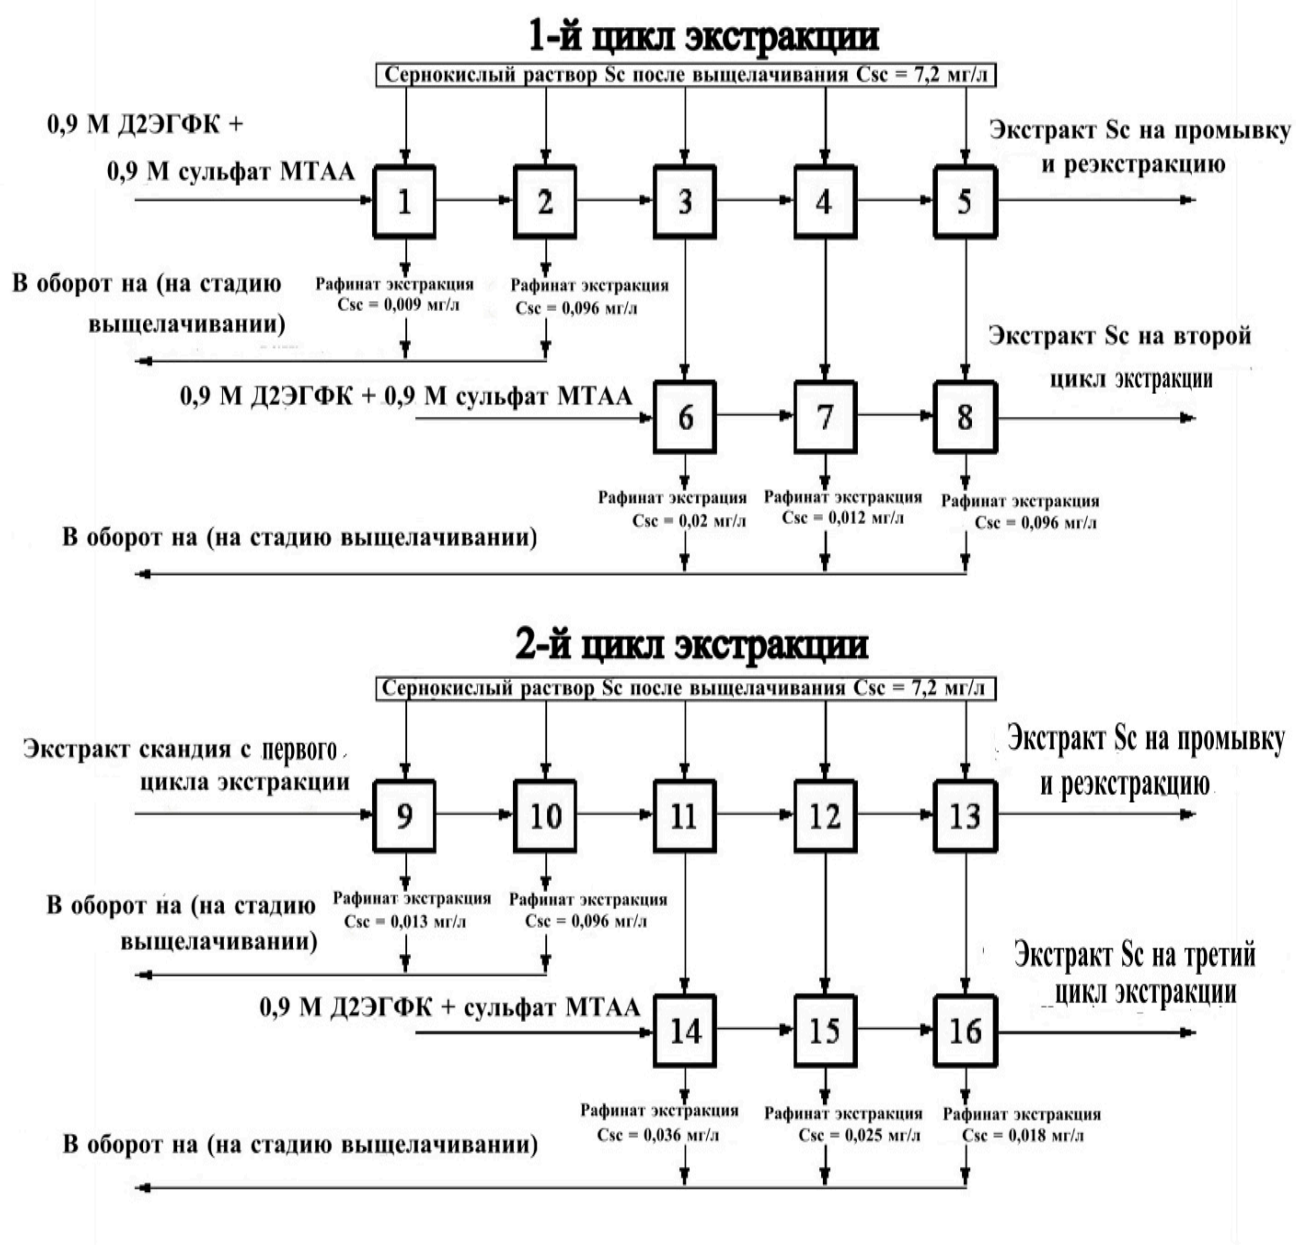 1-й цикл экстракции
Сернокислый раствор Sc после выщелачивания Csc = 7,2 мг/л
0,9 М Д2ЭГФК +
0,9 М сульфат МТАА
Экстракт Sc на промывку
и реэкстракцию
1
2
3
4
5
В оборот на (на стадию
выщелачивании)
Рафинат экстракция
Csc = 0,009 мг/л
Рафинат экстракция
Csc = 0,096 мг/л
Экстракт Sc на второй
цикл экстракции
0,9 М Д2ЭГФК + 0,9 М сульфат МТАА
6
7
8
Рафинат экстрация
Csc = 0,02 мг/л
Рафинат экстракция
Csc = 0,012 мг/л
Рафинат экстракция
Csc = 0,096 мг/л
В оборот на (на стадию выщелачивании)
2-й цикл экстракции
Сернокислый раствор Sc после выщелачивания Csc = 7,2 мг/л
Экстракт скандия с первого
цикла экстракции
Экстракт Sc на промывку
и реэкстракцию
9
10
11
12
13
В оборот на (на стадию
выщелачивании)
Рафинат экстракция
Csc = 0,013 мг/л
Рафинат экстракция
Csc = 0,096 мг/л
Экстракт Sc на третий
цикл экстракции
0,9 М Д2ЭГФК + сульфат МТАА
14
15
16
Рафинат экстракция
Csc = 0,036 мг/л
Рафинат экстракция
Csc = 0,025 мг/л
Рафинат экстракция
Csc = 0,018 мг/л
В оборот на (на стадию выщелачивании)